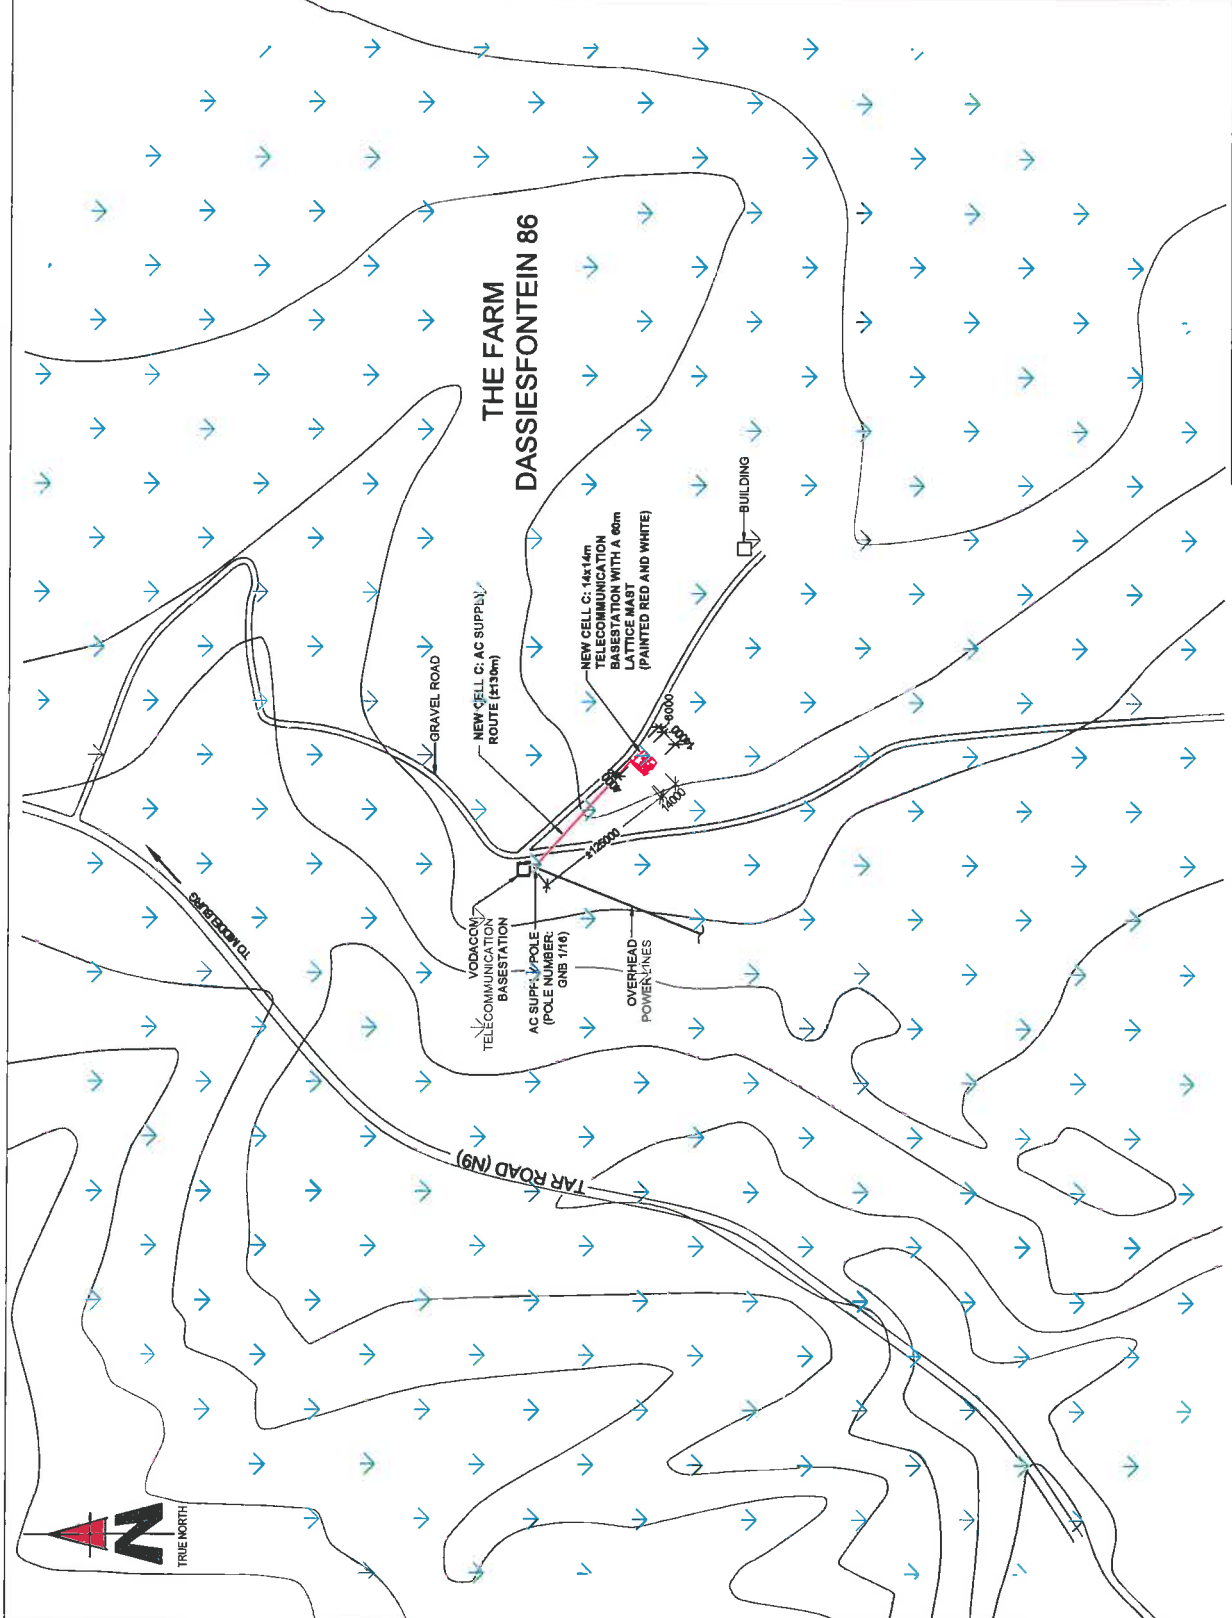 THE FARM
DASSIESFONTEIN 86
BUILDING
NEW CELL C: 14x14m
TELECOMMUNICATION
BASESTATION WITH A 60m
LATTICE MAST
(PAINTED RED AND WHITE)
NEW CELL C: AC SUPPLY
ROUTE (±130m)
GRAVEL ROAD
6000
14000
14000
±125000
TO MIDDELBURG
VODACOM
TELECOMMUNICATION
BASESTATION
AC SUPPLY POLE
(POLE NUMBER:
GNB 1/16)
OVERHEAD
POWER LINES
TAR ROAD (N9)
N
TRUE NORTH